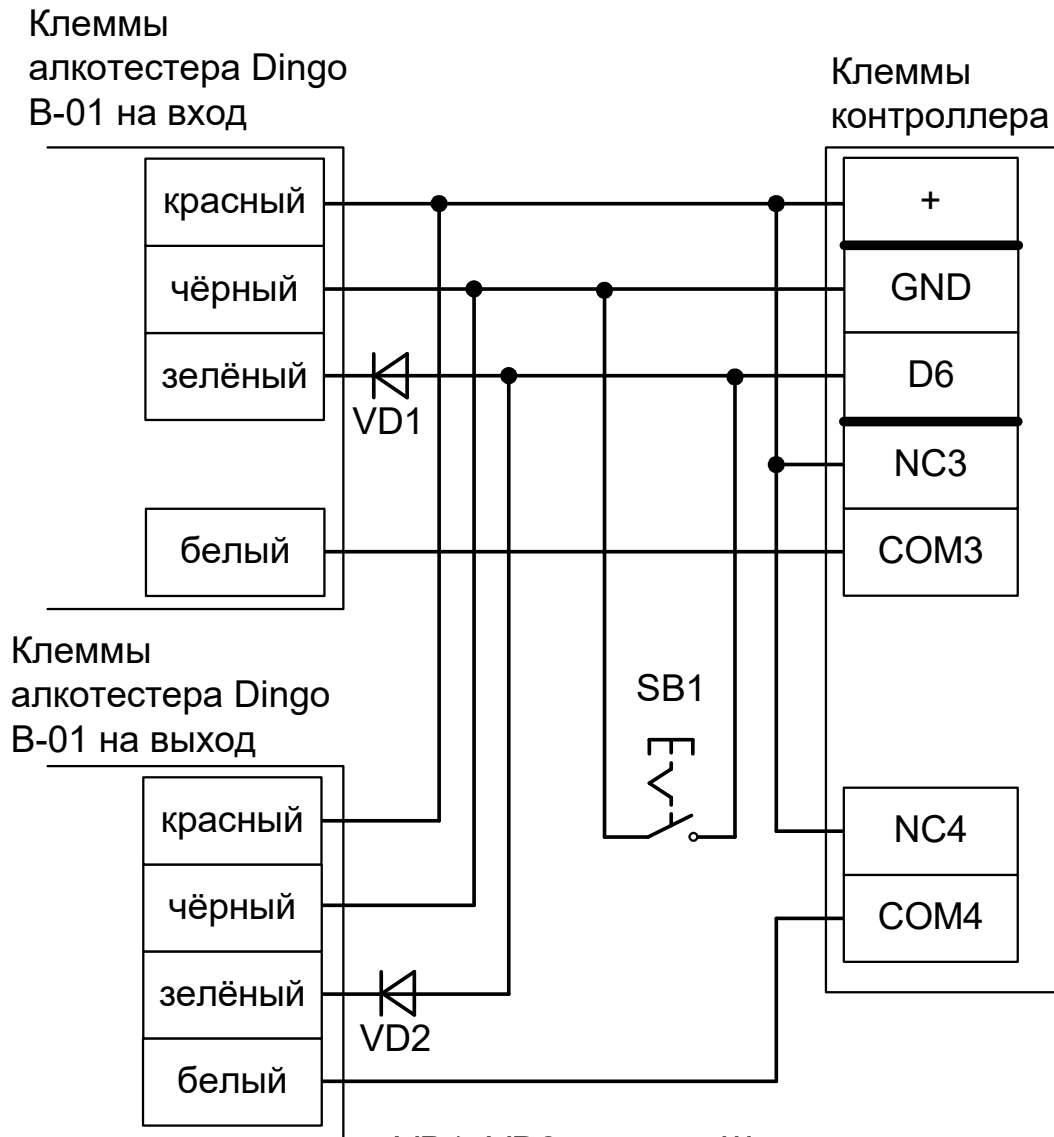 Клеммы
алкотестера Dingo
B-01 на вход
Клеммы
контроллера
красный
чёрный
зелёный
белый
VD1
+
GND
D6
NC3
COM3
Клеммы
алкотестера Dingo
B-01 на выход
SB1
красный
чёрный
зелёный
белый
VD2
NC4
COM4